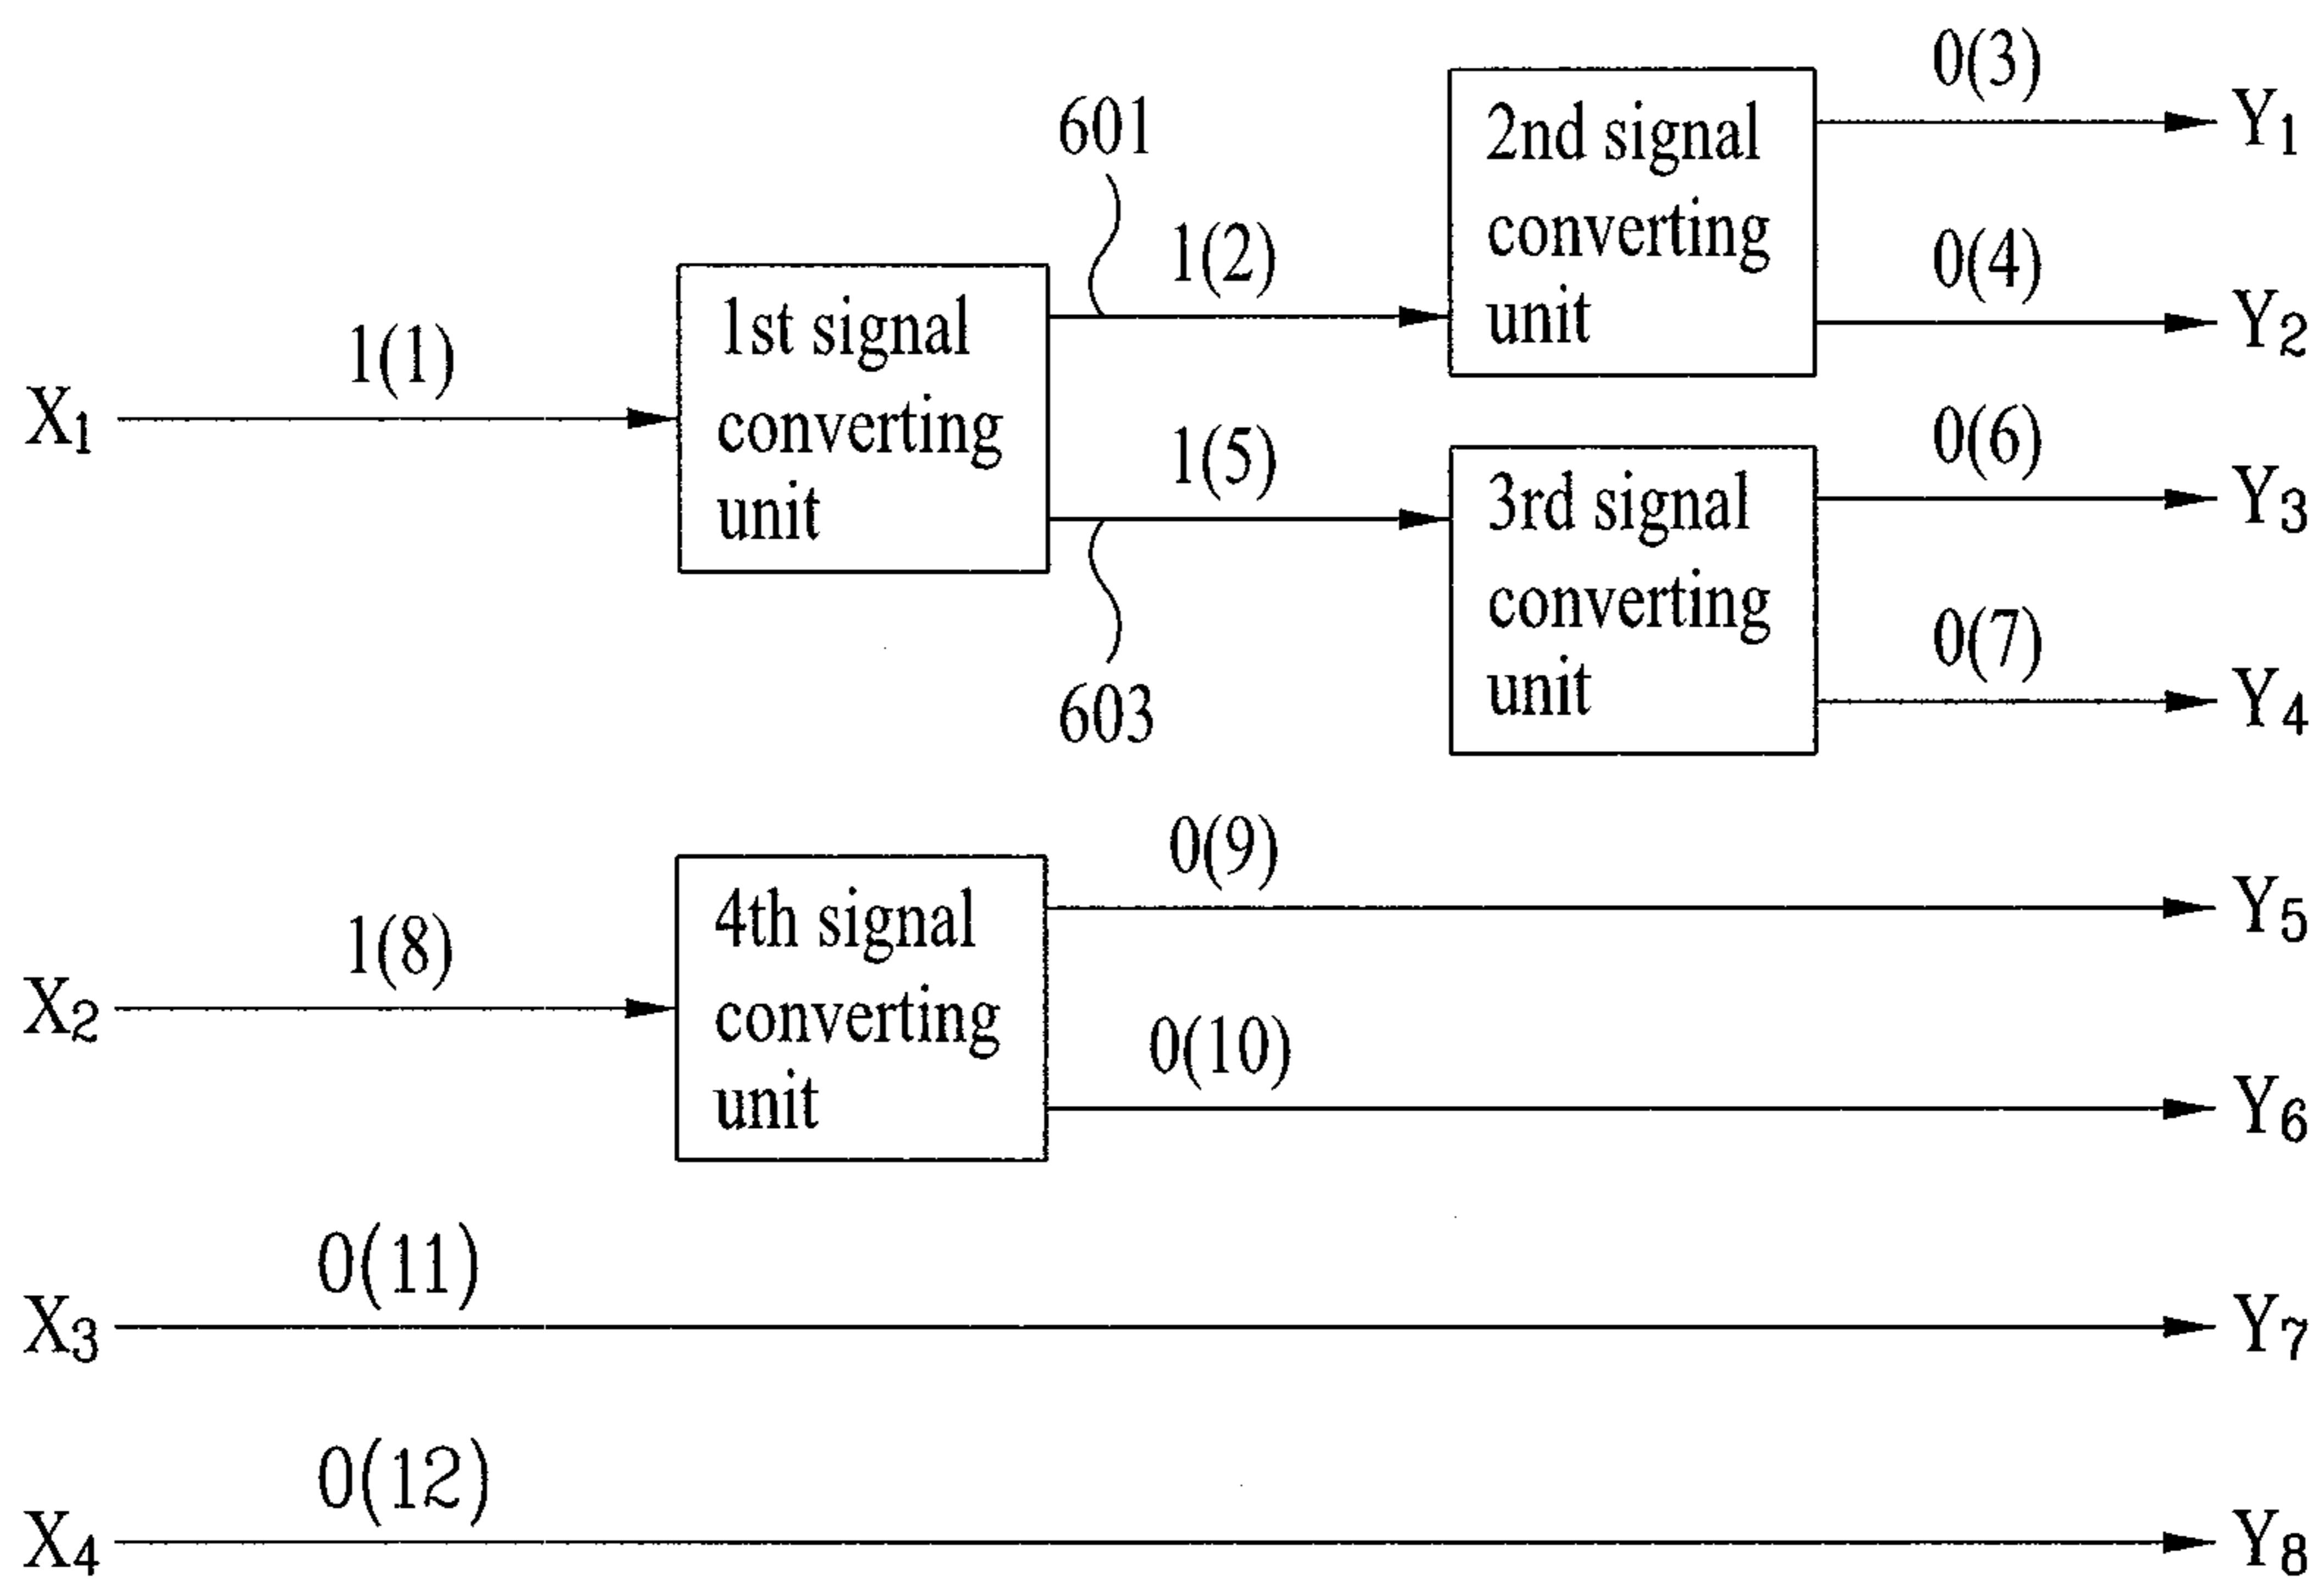 0(3)
Y1
601
2nd signal
converting
unit
1(2)
0(4)
Y2
1st signal
converting
unit
1(1)
X1
0(6)
Y3
1(5)
3rd signal
converting
unit
0(7)
Y4
603
0(9)
Y5
4th signal
converting
unit
1(8)
X2
0(10)
Y6
0(11)
X3
Y7
0(12)
X4
Y8